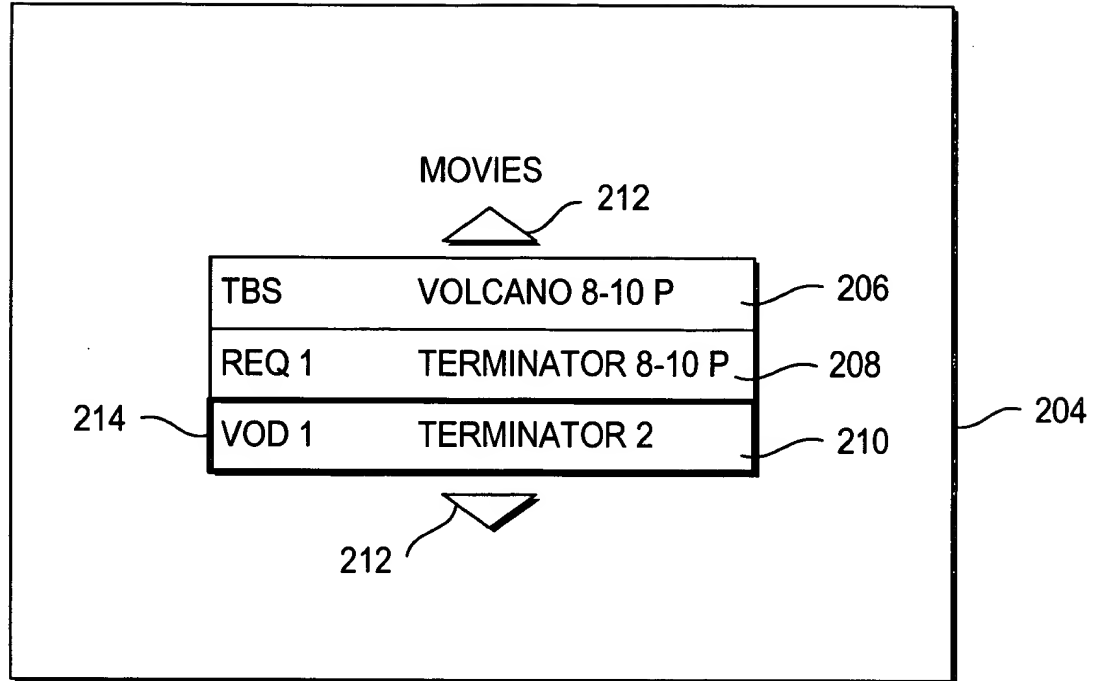 MOVIES
212
TBS VOLCANO 8-10 P 206
REQ 1 TERMINATOR 8-10 P 208
214 VOD 1 TERMINATOR 2 210 204
212